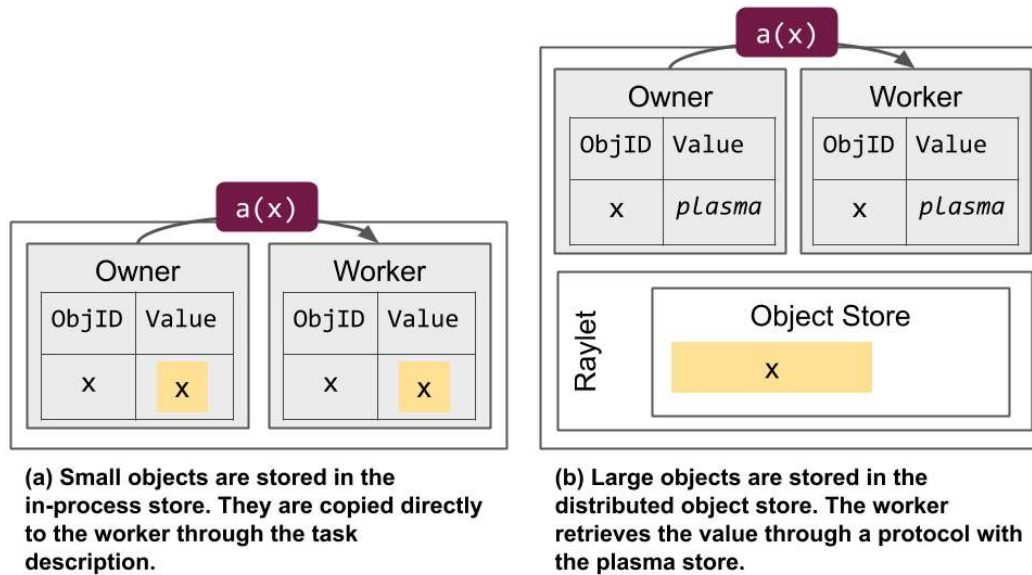 a(x)
Owner
Worker
ObjID Value
ObjID Value
x x
x x
(a) Small objects are stored in the
in-process store. They are copied directly
to the worker through the task
description.
a(x)
Owner
Worker
ObjID Value
ObjID Value
x plasma
x plasma
Raylet
Object Store
x
(b) Large objects are stored in the
distributed object store. The worker
retrieves the value through a protocol with
the plasma store.